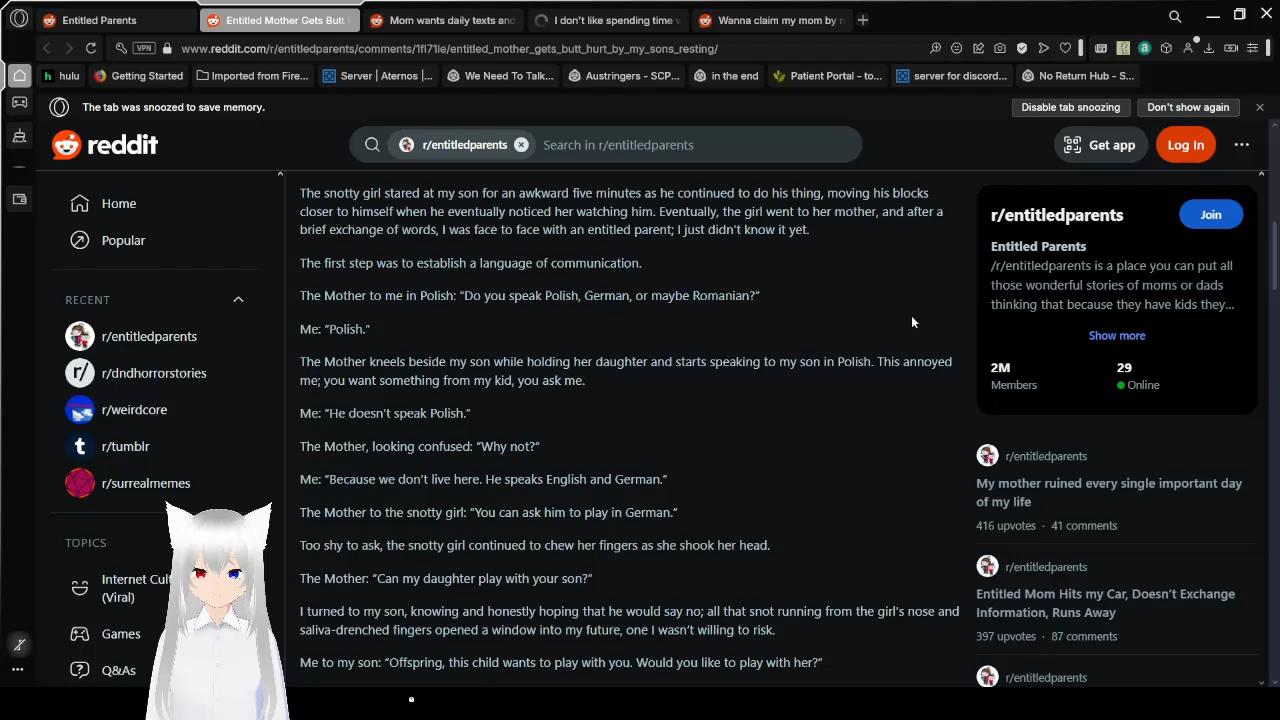 Entitled Parents
Entitled Mother Gets Butt
Mom wants daily texts and
I don't like spending time
Wanna claim my mom by
VPN
www.reddit.com/r/entitledparents/comments/1fl71le/entitled_mother_gets_butt_hurt_by_my_sons_resting/
hulu
Getting Started
Imported from Fire...
Server | Aternos |...
We Need To Talk...
Austringers - SCP...
in the end
Patient Portal - to...
server for discord...
No Return Hub - S...
The tab was snoozed to save memory.
Disable tab snoozing
Don't show again
reddit
r/entitledparents
Search in r/entitledparents
Get app
Log In
Home
Popular
RECENT
r/entitledparents
r/dndhorrorstories
r/weirdcore
r/tumblr
r/surrealmemes
TOPICS
Internet Cul
(Viral)
Games
Q&As
The snotty girl stared at my son for an awkward five minutes as he continued to do his thing, moving his blocks
closer to himself when he eventually noticed her watching him. Eventually, the girl went to her mother, and after a
brief exchange of words, I was face to face with an entitled parent; I just didn't know it yet.
The first step was to establish a language of communication.
The Mother to me in Polish: “Do you speak Polish, German, or maybe Romanian?”
Me: “Polish.”
The Mother kneels beside my son while holding her daughter and starts speaking to my son in Polish. This annoyed
me; you want something from my kid, you ask me.
Me: “He doesn't speak Polish.”
The Mother, looking confused: “Why not?”
Me: “Because we don't live here. He speaks English and German.”
The Mother to the snotty girl: “You can ask him to play in German.”
Too shy to ask, the snotty girl continued to chew her fingers as she shook her head.
The Mother: “Can my daughter play with your son?”
I turned to my son, knowing and honestly hoping that he would say no; all that snot running from the girl's nose and
saliva-drenched fingers opened a window into my future, one I wasn't willing to risk.
Me to my son: “Offspring, this child wants to play with you. Would you like to play with her?”
r/entitledparents
Join
Entitled Parents
/r/entitledparents is a place you can put all
those wonderful stories of moms or dads
thinking that because they have kids they...
Show more
2M
Members
29
Online
r/entitledparents
My mother ruined every single important day
of my life
416 upvotes · 41 comments
r/entitledparents
Entitled Mom Hits my Car, Doesn't Exchange
Information, Runs Away
397 upvotes · 87 comments
r/entitledparents